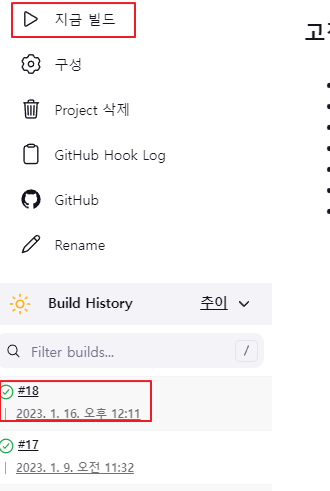 지금 빌드
고
구성
Project 삭제
GitHub Hook Log
GitHub
Rename
Build History 추이
Filter builds... /
#18
2023. 1. 16. 오후 12:11
#17
2023. 1. 9. 오전 11:32